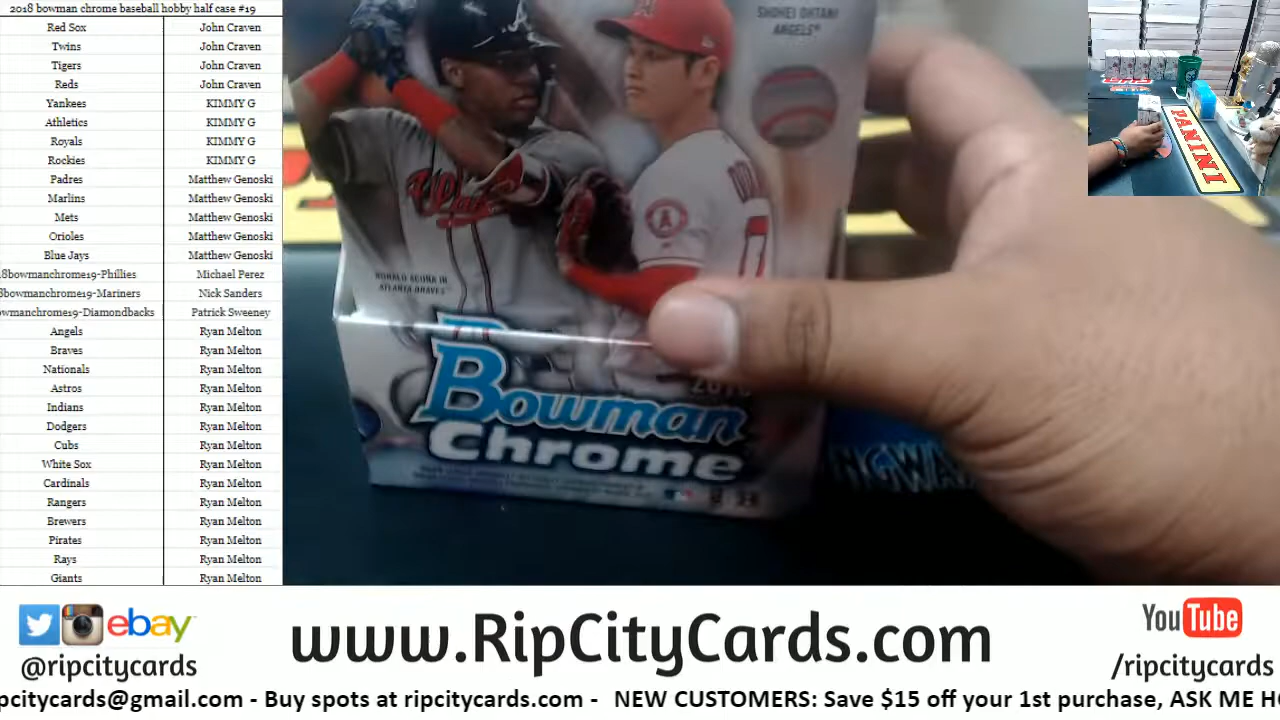 2018 bowman chrome baseball hobby half case #19
Red Sox John Craven
Twins John Craven
Tigers John Craven
Reds John Craven
Yankees KIMMY G
Athletics KIMMY G
Royals KIMMY G
Rockies KIMMY G
Padres Matthew Genoski
Marlins Matthew Genoski
Mets Matthew Genoski
Orioles Matthew Genoski
Blue Jays Matthew Genoski
8bowmanchrome19-Phillies Michael Perez
8bowmanchrome19-Mariners Nick Sanders
owmanchrome19-Diamondbacks Patrick Sweeney
Angels Ryan Melton
Braves Ryan Melton
Nationals Ryan Melton
Astros Ryan Melton
Indians Ryan Melton
Dodgers Ryan Melton
Cubs Ryan Melton
White Sox Ryan Melton
Cardinals Ryan Melton
Rangers Ryan Melton
Brewers Ryan Melton
Pirates Ryan Melton
Rays Ryan Melton
Giants Ryan Melton
SHOHEI OHTANI
ANGELS
RONALD ACUÑA JR.
ATLANTA BRAVES
Bowman
Chrome
PANINI
ebay
@ripcitycards
www.RipCityCards.com
YouTube
/ripcitycards
pcitycards@gmail.com - Buy spots at ripcitycards.com - NEW CUSTOMERS: Save $15 off your 1st purchase, ASK ME H